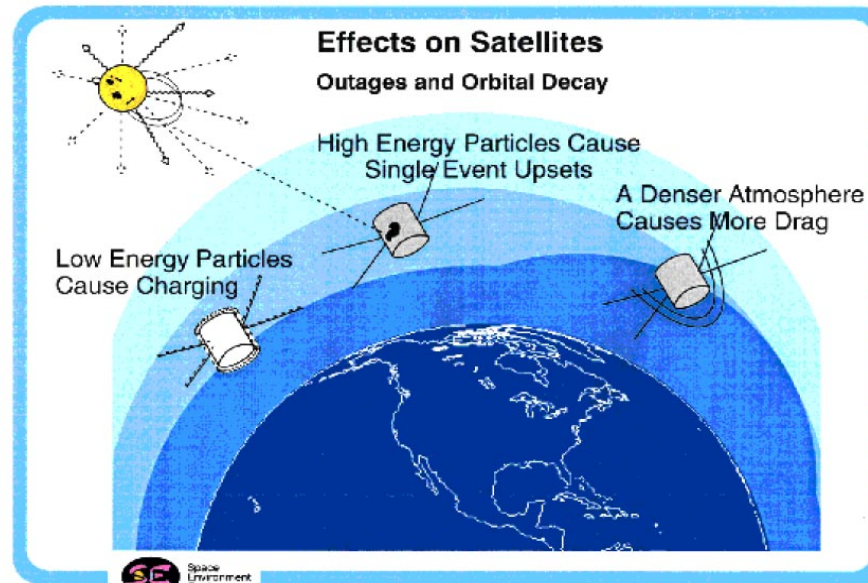 Effects on Satellites
Outages and Orbital Decay
High Energy Particles Cause
Single Event Upsets
A Denser Atmosphere
Causes More Drag
Low Energy Particles
Cause Charging
SE
Space
Environment